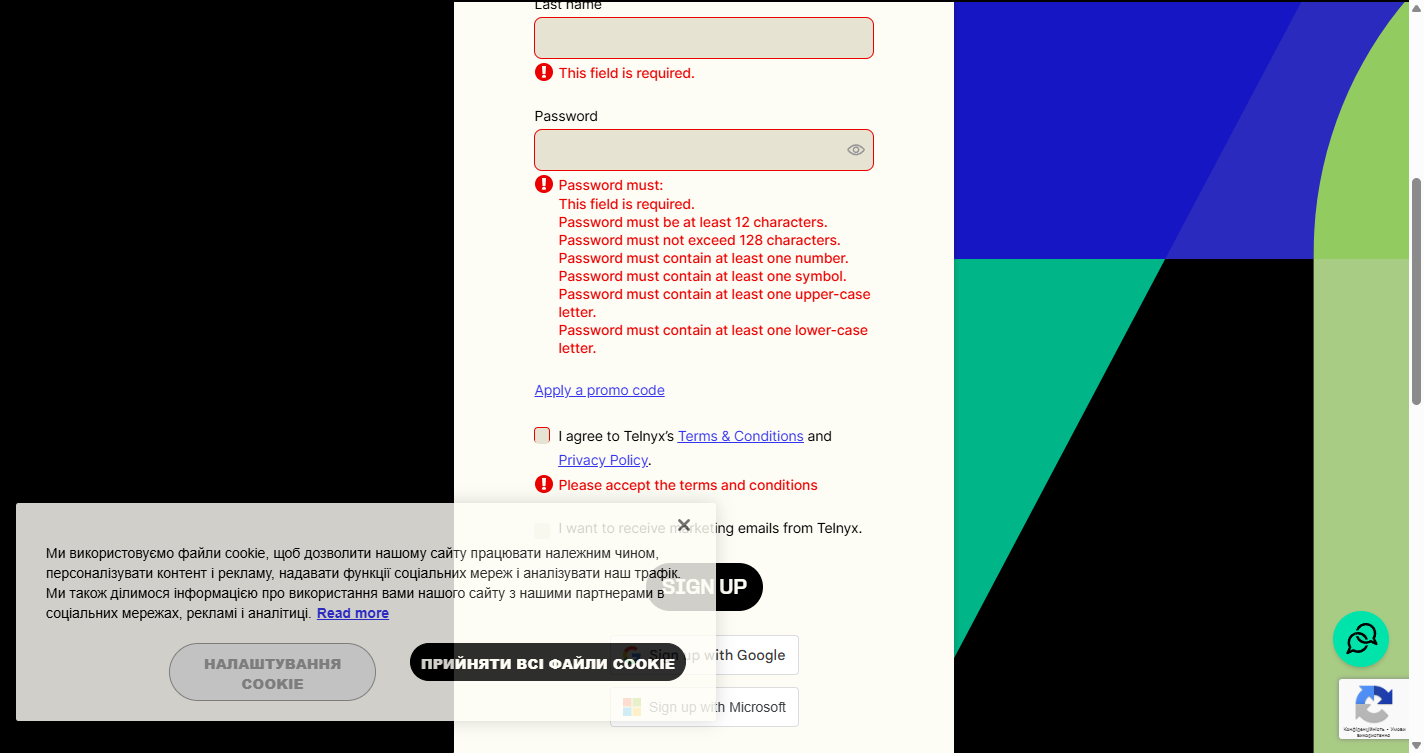 Last name
This field is required.
Password
Password must:
This field is required.
Password must be at least 12 characters.
Password must not exceed 128 characters.
Password must contain at least one number.
Password must contain at least one symbol.
Password must contain at least one upper-case
letter.
Password must contain at least one lower-case
letter.
Apply a promo code
I agree to Telnyx's Terms & Conditions and
Privacy Policy.
Please accept the terms and conditions
I want to receive marketing emails from Telnyx.
SIGN UP
Sign up with Google
Sign up with Microsoft
Ми використовуємо файли cookie, щоб дозволити нашому сайту працювати належним чином,
персоналізувати контент і рекламу, надавати функції соціальних мереж і аналізувати наш трафік.
Ми також ділимося інформацією про використання вами нашого сайту з нашими партнерами в
соціальних мережах, рекламі і аналітиці. Read more
НАЛАШТУВАННЯ
COOKIE
ПРИЙНЯТИ ВСІ ФАЙЛИ COOKIE
Конфіденційність - Умови
використання